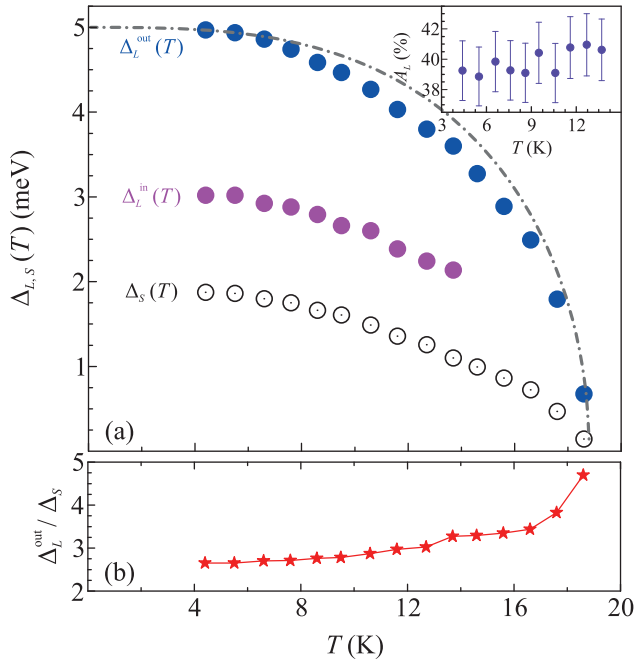 5
4
3
2
1
Δ_{L,S} (T) (meV)
Δ_L^{out} (T)
Δ_L^{in} (T)
Δ_S (T)
(a)
42
40
38
36
A_L (%)
3
6
9
12
T (K)
5
4
3
2
Δ_L^{out} / Δ_S
(b)
4
8
12
16
20
T (K)